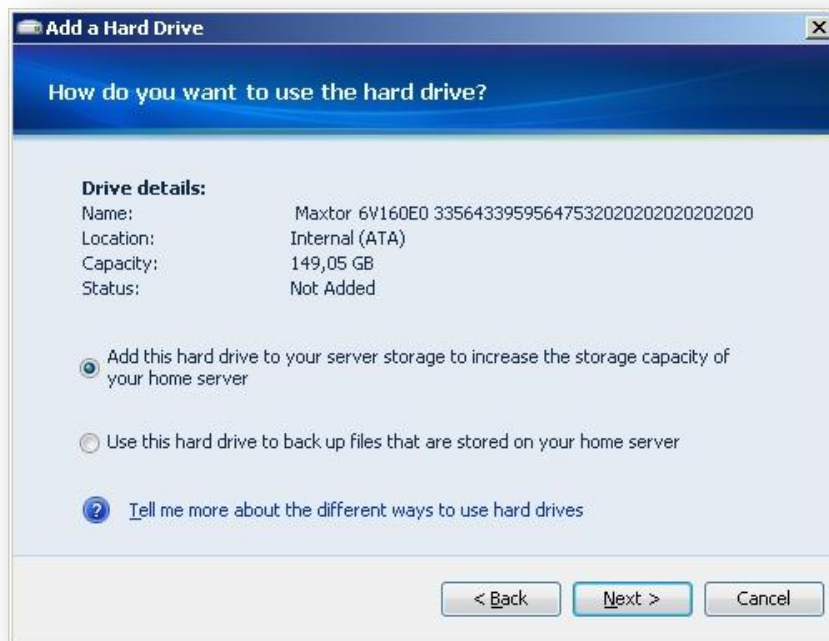 Add a Hard Drive
How do you want to use the hard drive?
Drive details:
Name: Maxtor 6V160E0 3356433959564753202020202020202020
Location: Internal (ATA)
Capacity: 149,05 GB
Status: Not Added
Add this hard drive to your server storage to increase the storage capacity of
your home server
Use this hard drive to back up files that are stored on your home server
Tell me more about the different ways to use hard drives
< Back Next > Cancel